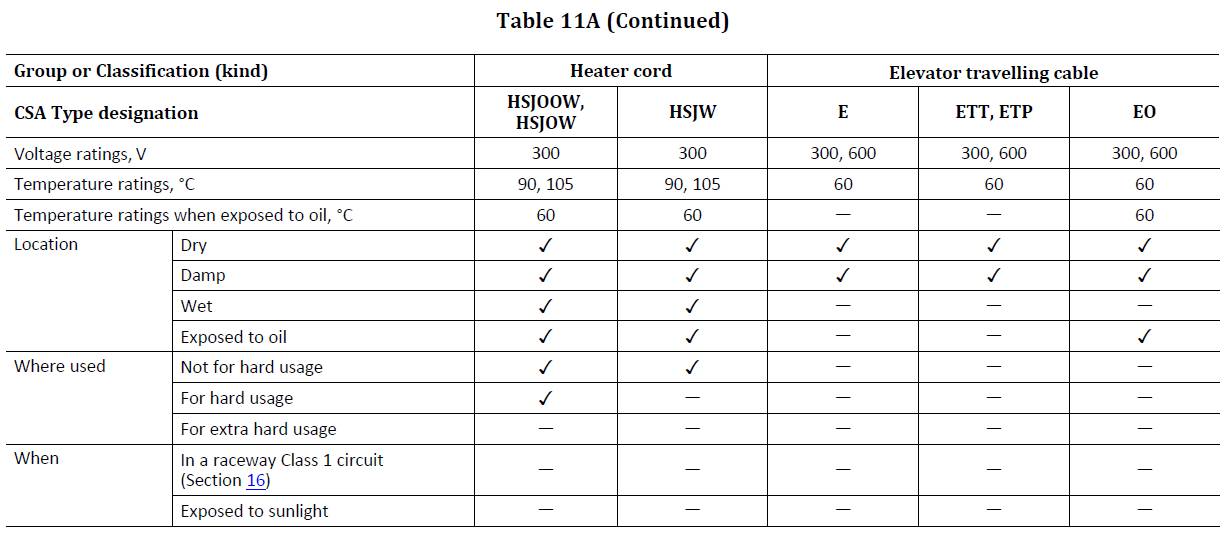 Table 11A (Continued)
Group or Classification (kind) Heater cord Elevator travelling cable
CSA Type designation HSJOOW, HSJOW HSJW E ETT, ETP EO
Voltage ratings, V 300 300 300, 600 300, 600 300, 600
Temperature ratings, °C 90, 105 90, 105 60 60 60
Temperature ratings when exposed to oil, °C 60 60 — — 60
Location Dry ✓ ✓ ✓ ✓ ✓
Damp ✓ ✓ ✓ ✓ ✓
Wet ✓ ✓ — — —
Exposed to oil ✓ ✓ — — ✓
Where used Not for hard usage ✓ ✓ — — —
For hard usage ✓ — — — —
For extra hard usage — — — — —
When In a raceway Class 1 circuit
(Section 16) — — — — —
Exposed to sunlight — — — — —